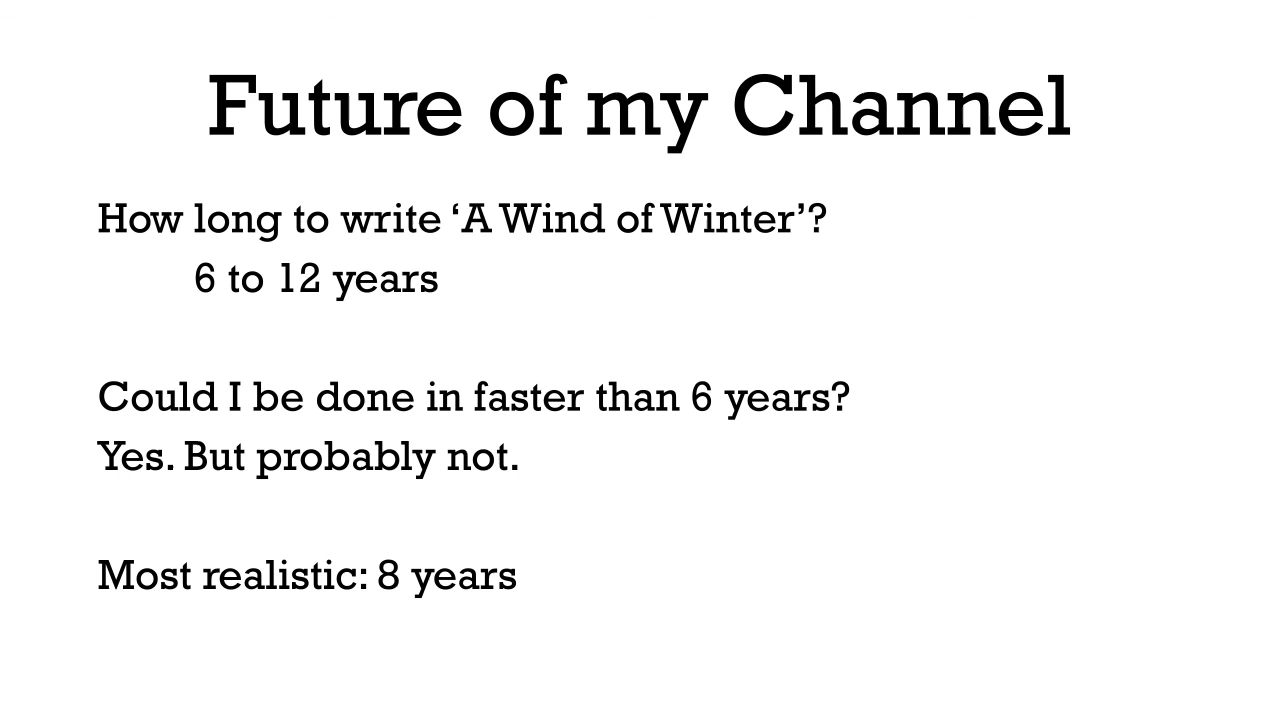 Future of my Channel
How long to write ‘A Wind of Winter’?
6 to 12 years
Could I be done in faster than 6 years?
Yes. But probably not.
Most realistic: 8 years